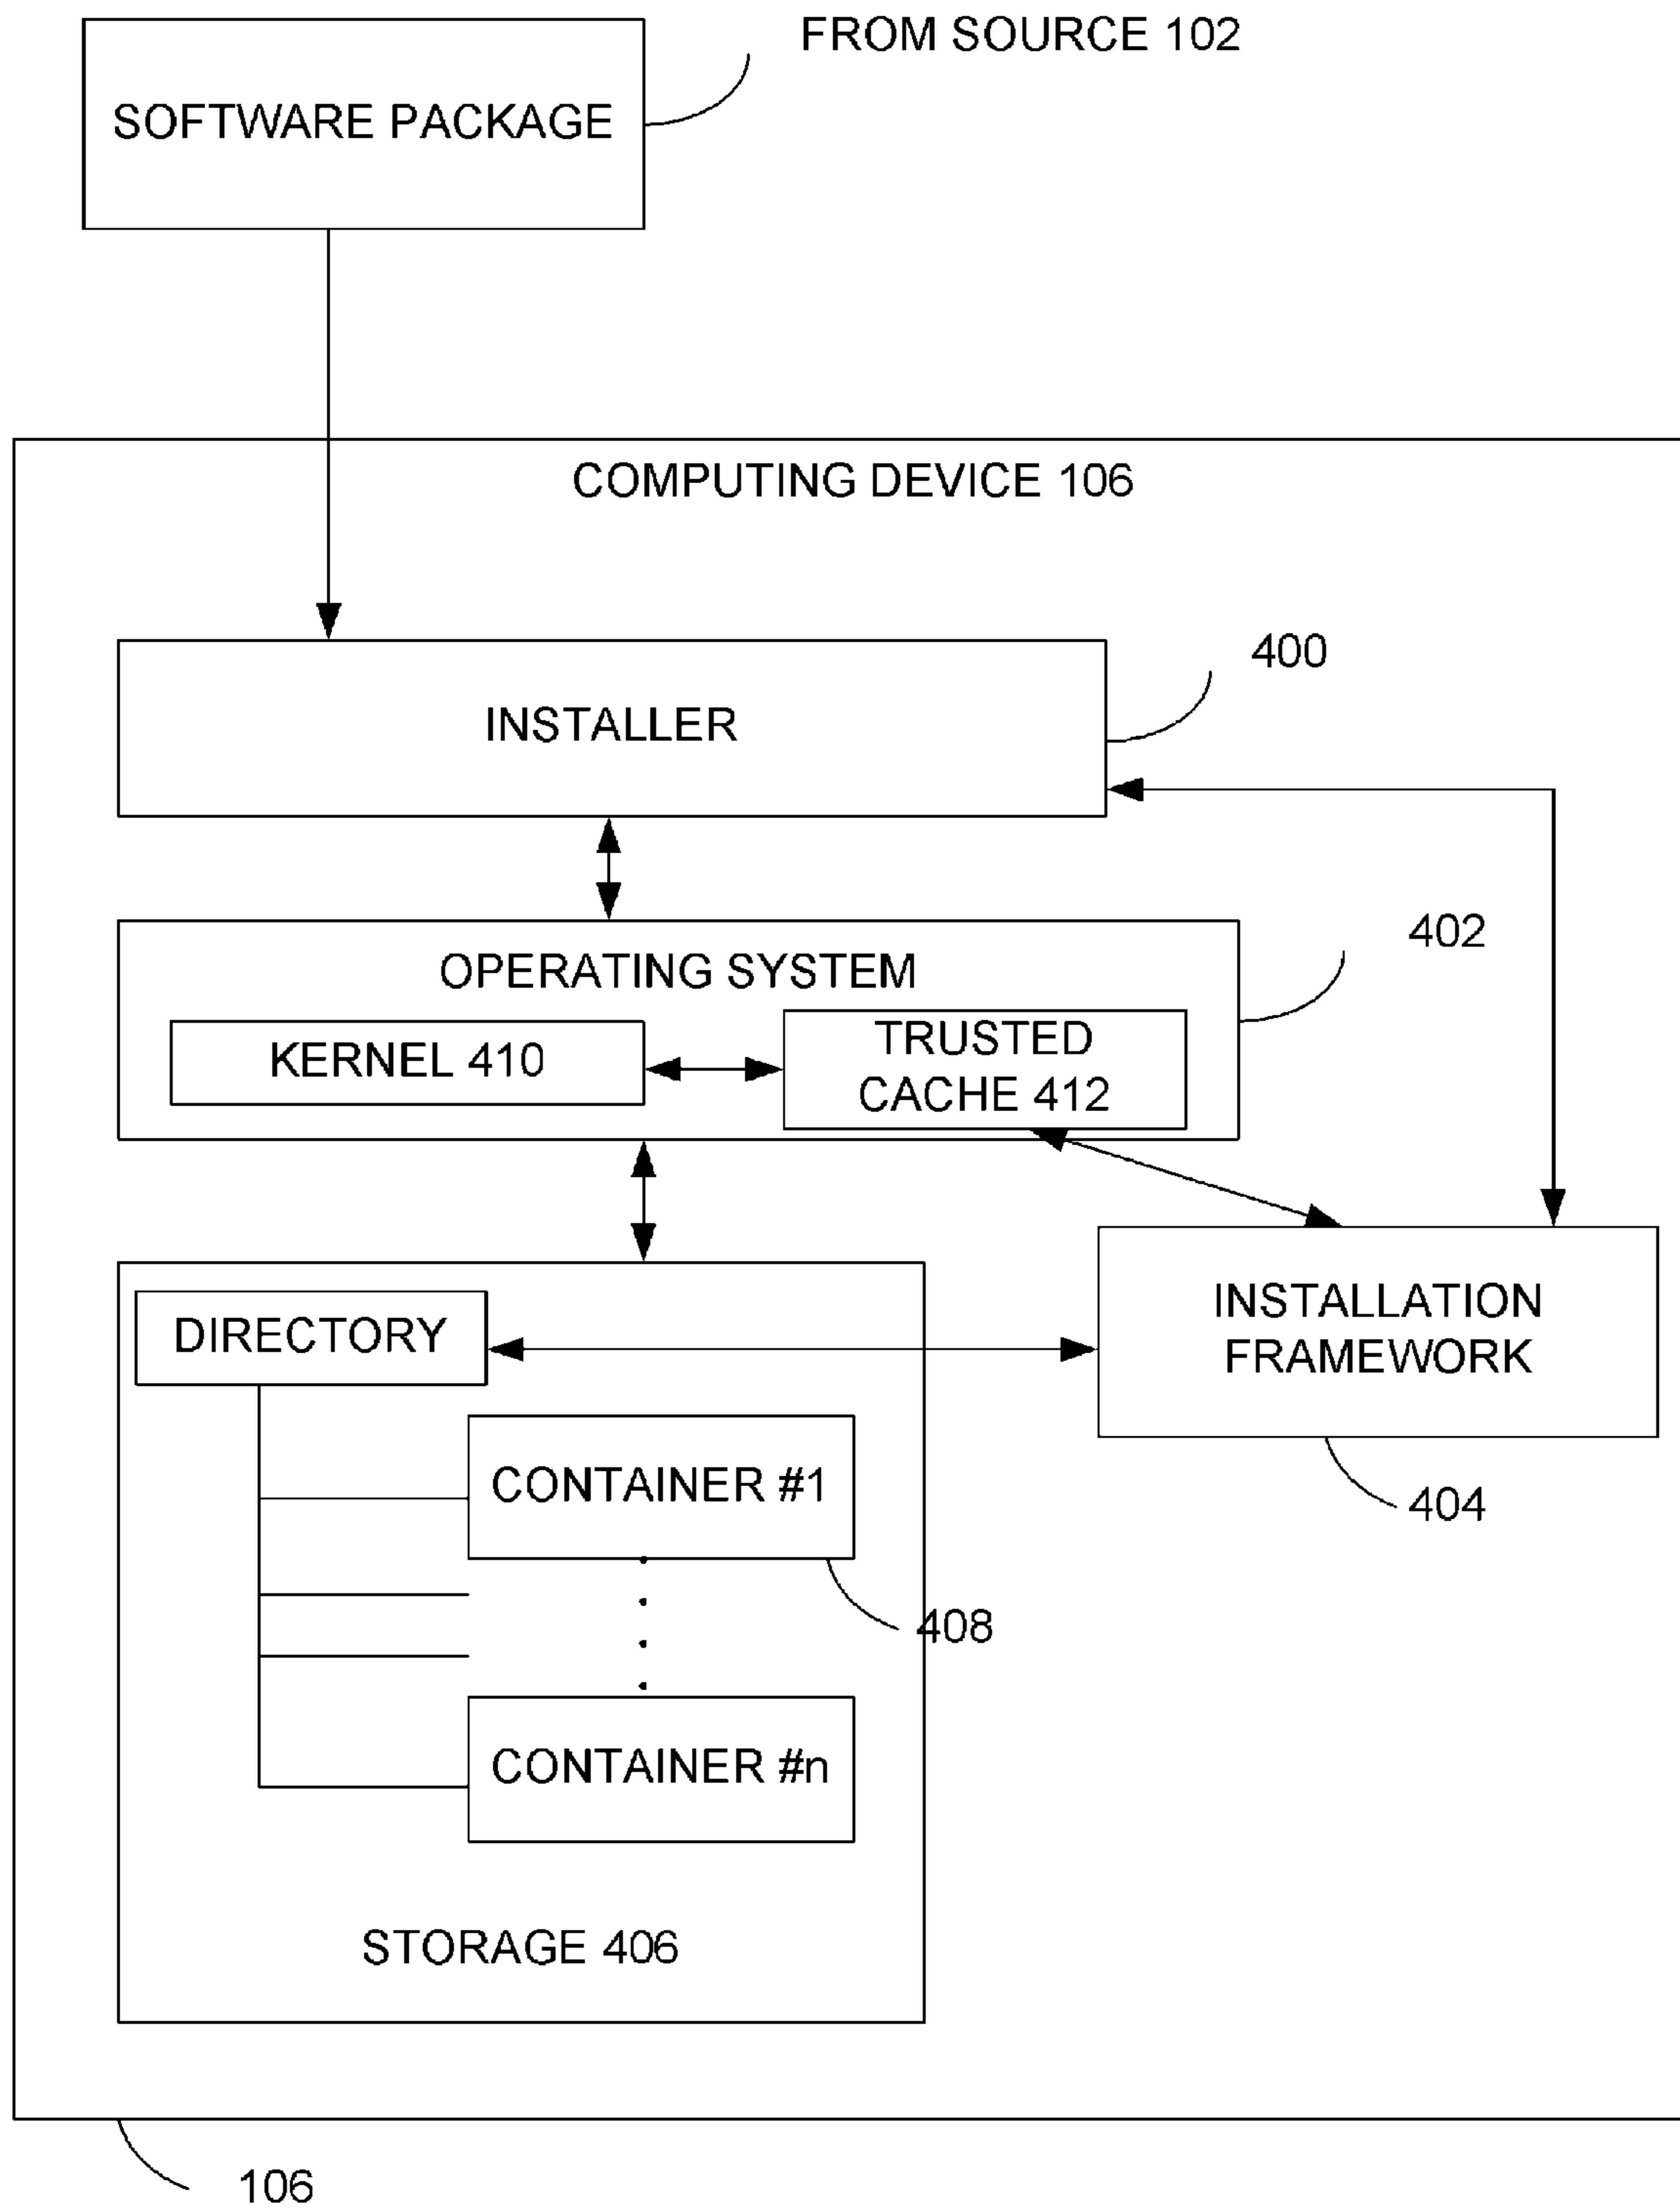 FROM SOURCE 102
SOFTWARE PACKAGE
COMPUTING DEVICE 106
400
INSTALLER
402
OPERATING SYSTEM
KERNEL 410
TRUSTED
CACHE 412
DIRECTORY
INSTALLATION
FRAMEWORK
CONTAINER #1
404
408
CONTAINER #n
STORAGE 406
106